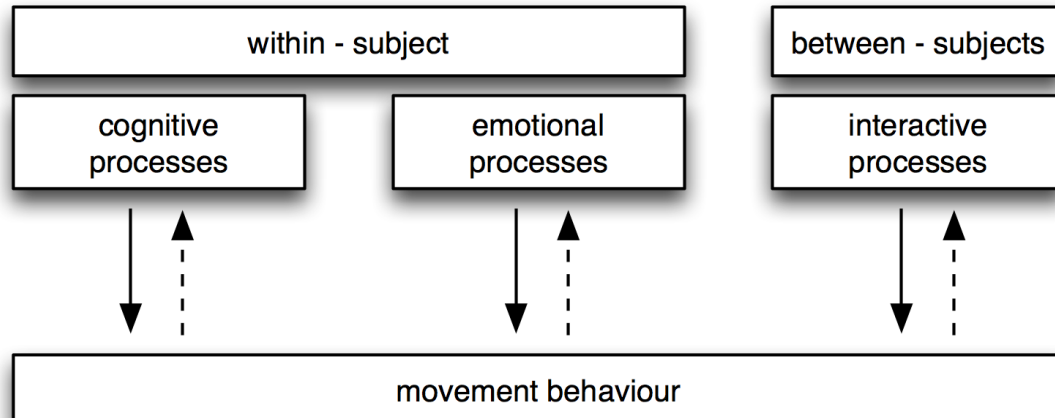 within - subject
between - subjects
cognitive
processes
emotional
processes
interactive
processes
movement behaviour